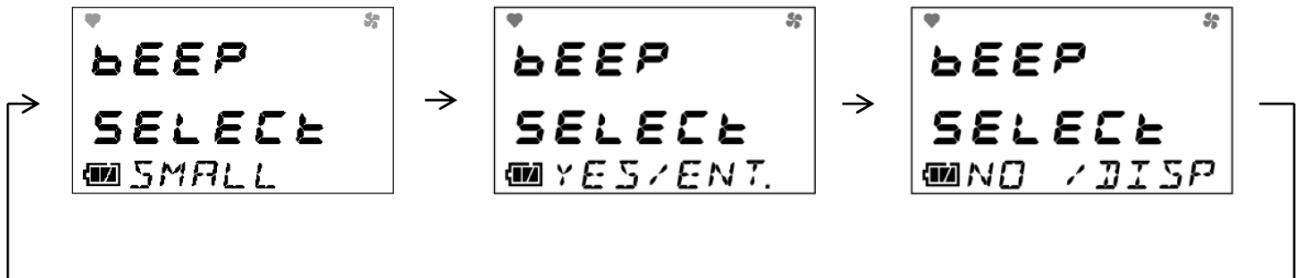 bEEP
SELECt
SMALL
bEEP
SELECt
YES/ENT.
bEEP
SELECt
NO /DISP